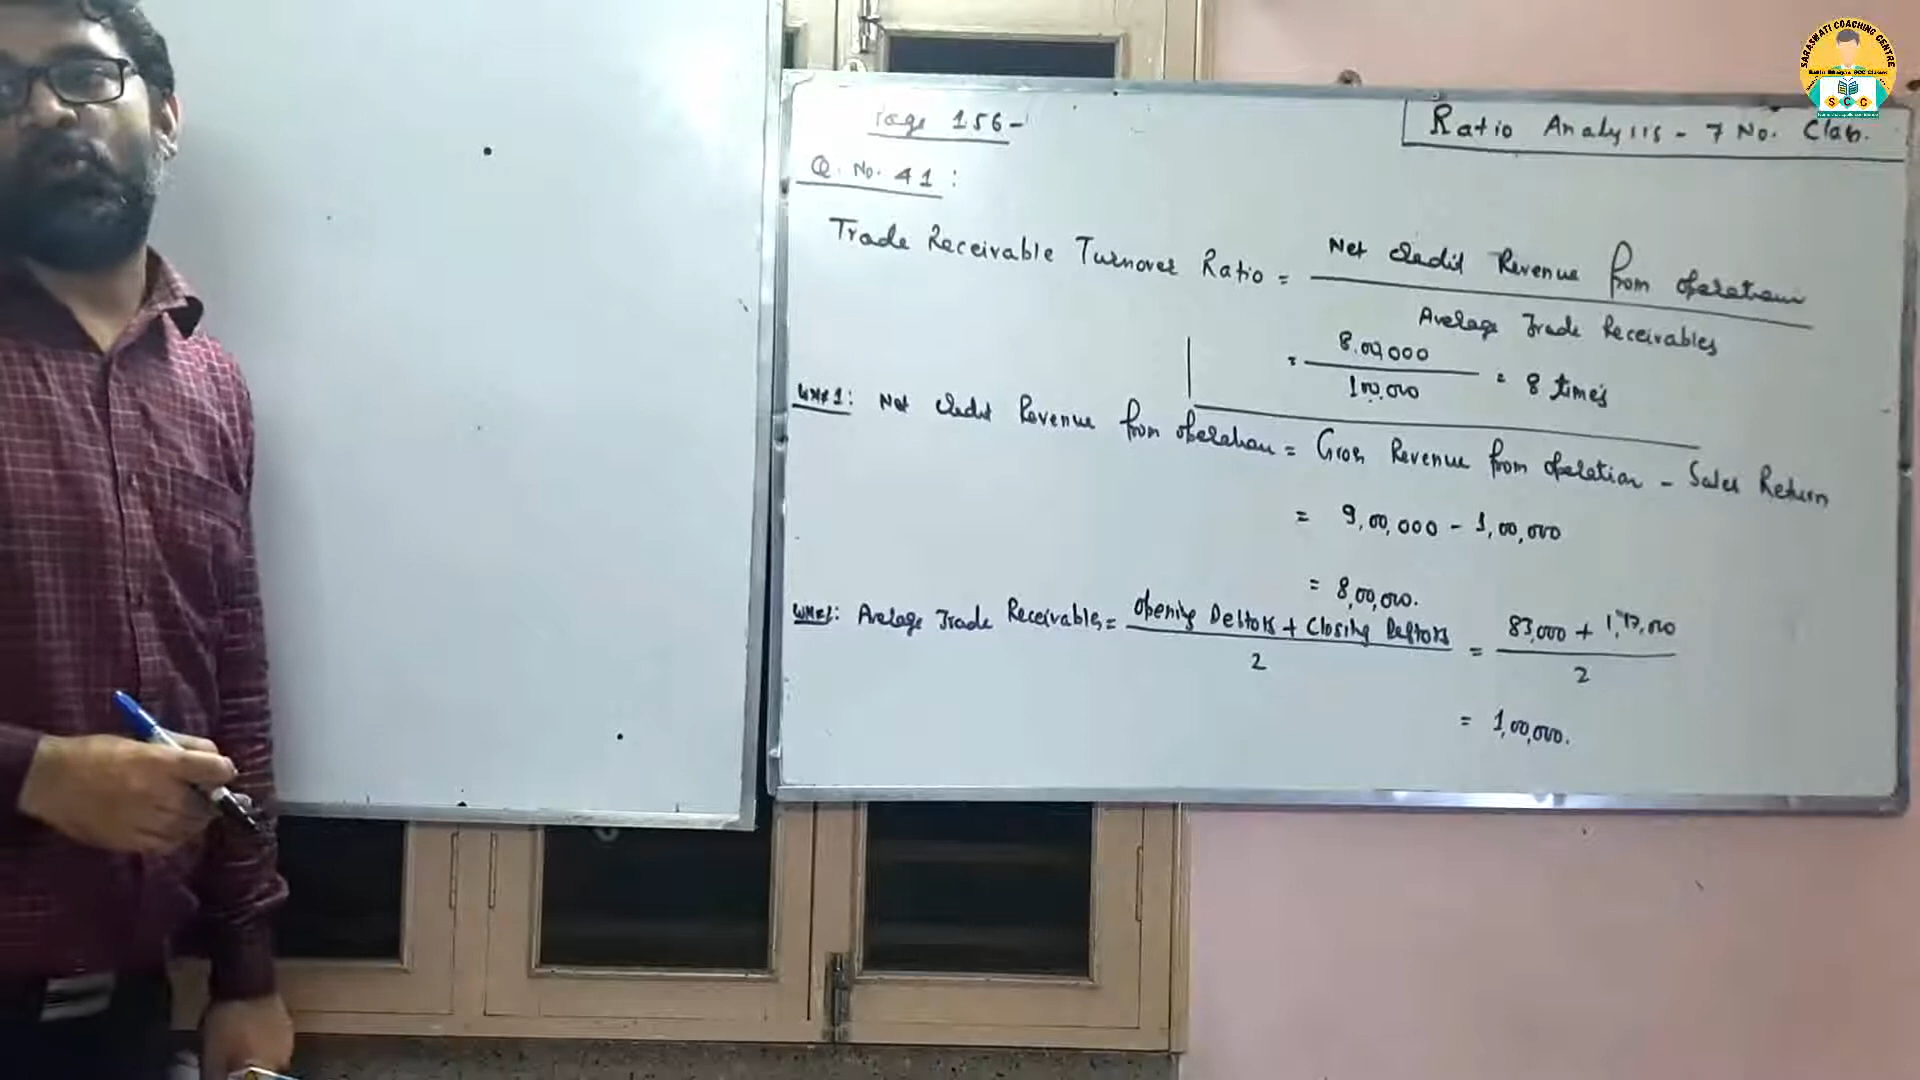 Page 156-
Ratio Analysis - 7 No. Class.
Q. No. 41:
Trade Receivable Turnover Ratio = Net Credit Revenue from operations
Average Trade Receivables
= 8,00,000 / 1,00,000 = 8 times
WN#1: Net Credit Revenue from operation = Gross Revenue from operation - Sales Return
= 9,00,000 - 1,00,000
= 8,00,000.
Average Trade Receivables = Opening Debtors + Closing Debtors / 2 = 83,000 + 1,17,000 / 2
= 1,00,000.
SARASWATI COACHING CENTRE
SCC